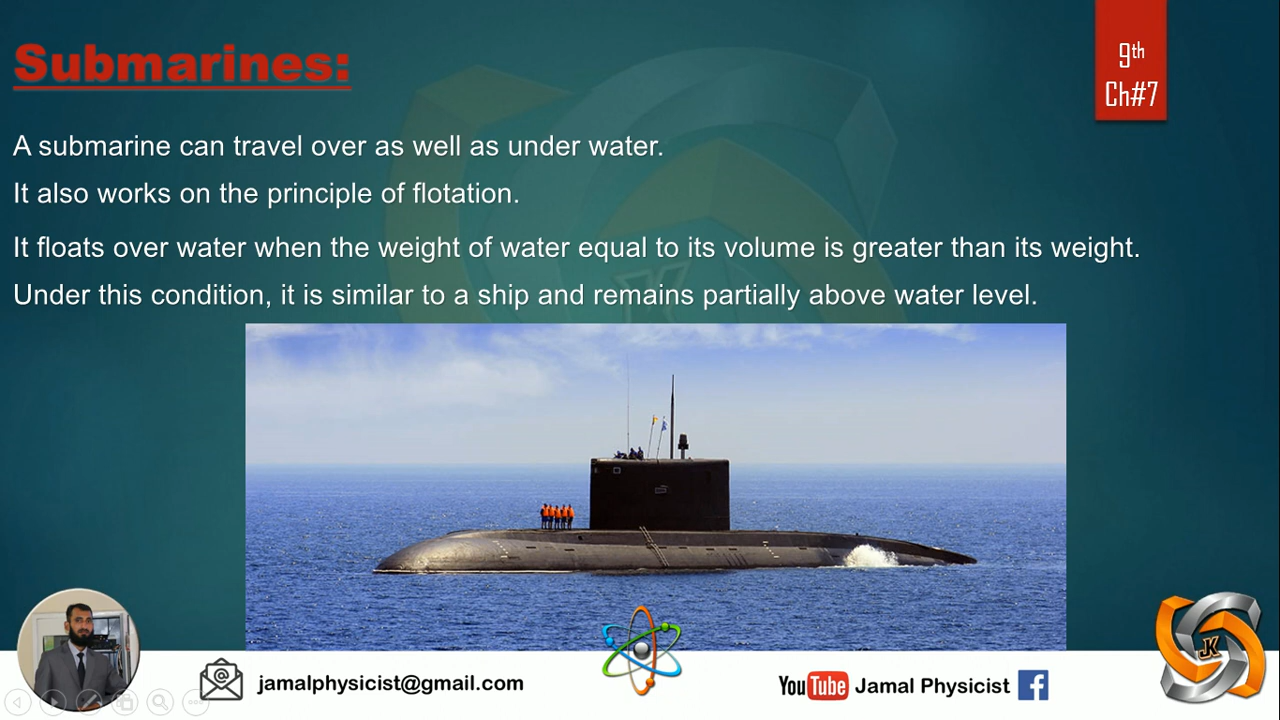 Submarines:
9th
Ch#7
A submarine can travel over as well as under water.
It also works on the principle of flotation.
It floats over water when the weight of water equal to its volume is greater than its weight.
Under this condition, it is similar to a ship and remains partially above water level.
jamalphysicist@gmail.com
YouTube Jamal Physicist f
JK